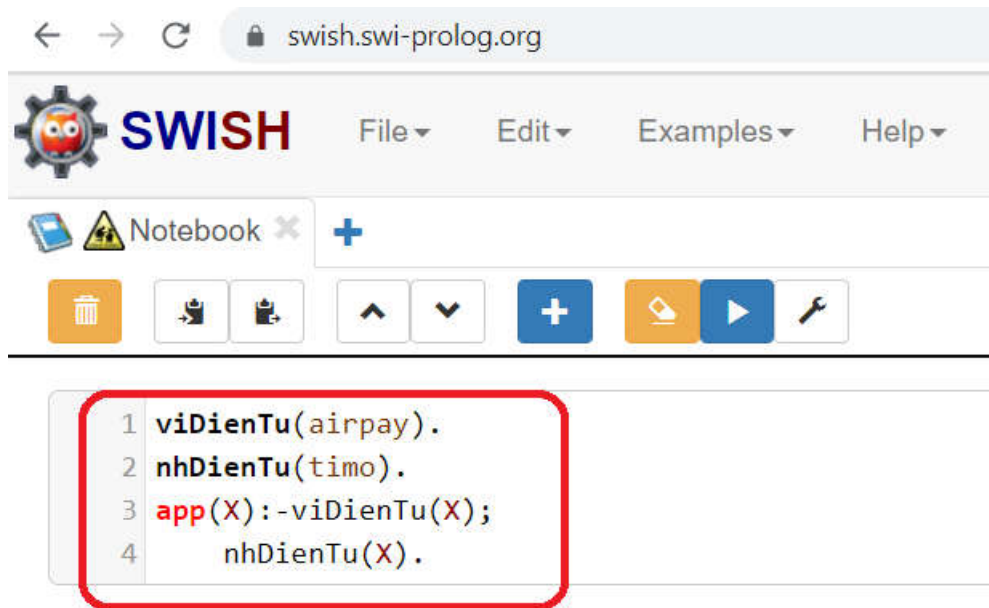 swish.swi-prolog.org
SWISH File Edit Examples Help
Notebook
1 viDienTu(airpay).
2 nhDienTu(timo).
3 app(X):-viDienTu(X);
4 nhDienTu(X).